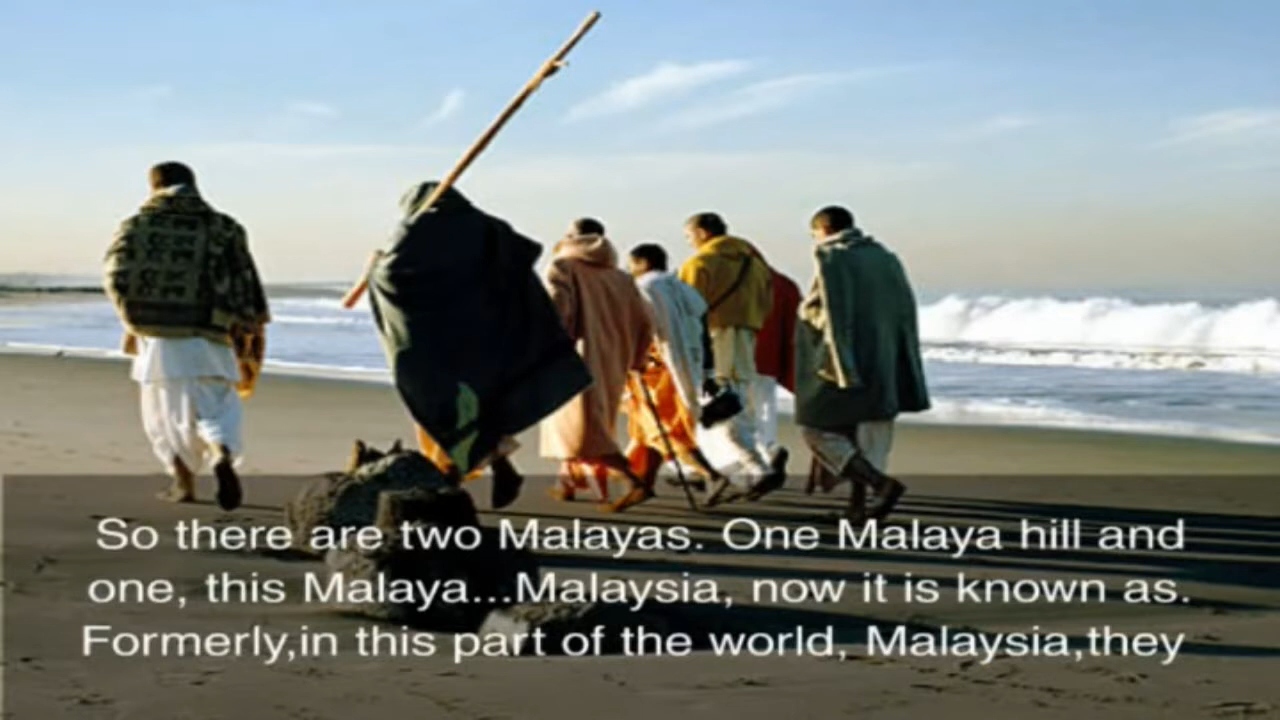 So there are two Malayas. One Malaya hill and
one, this Malaya...Malaysia, now it is known as.
Formerly,in this part of the world, Malaysia,they